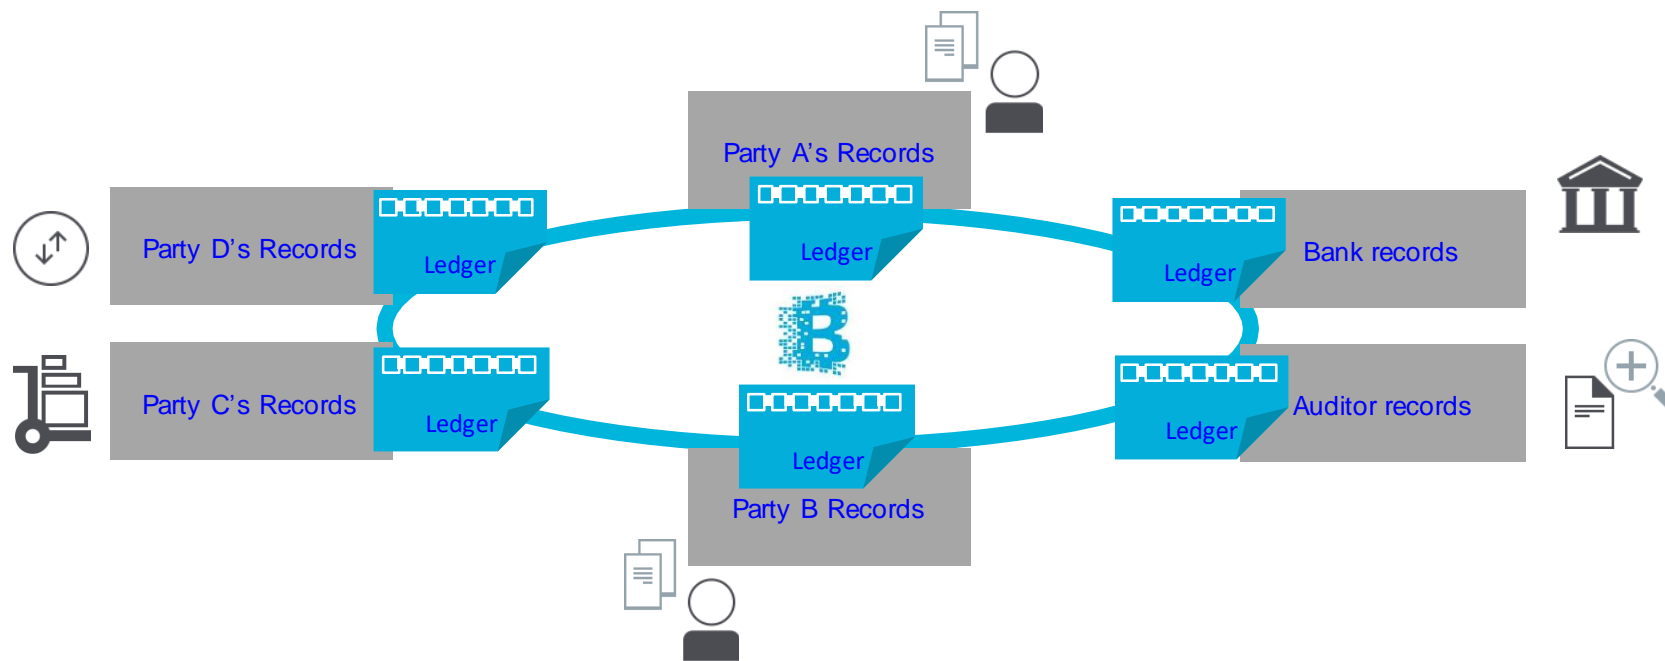 Party A's Records
Ledger
Party D's Records
Ledger
Ledger
Bank records
Party C's Records
Ledger
Ledger
Auditor records
Ledger
Party B Records